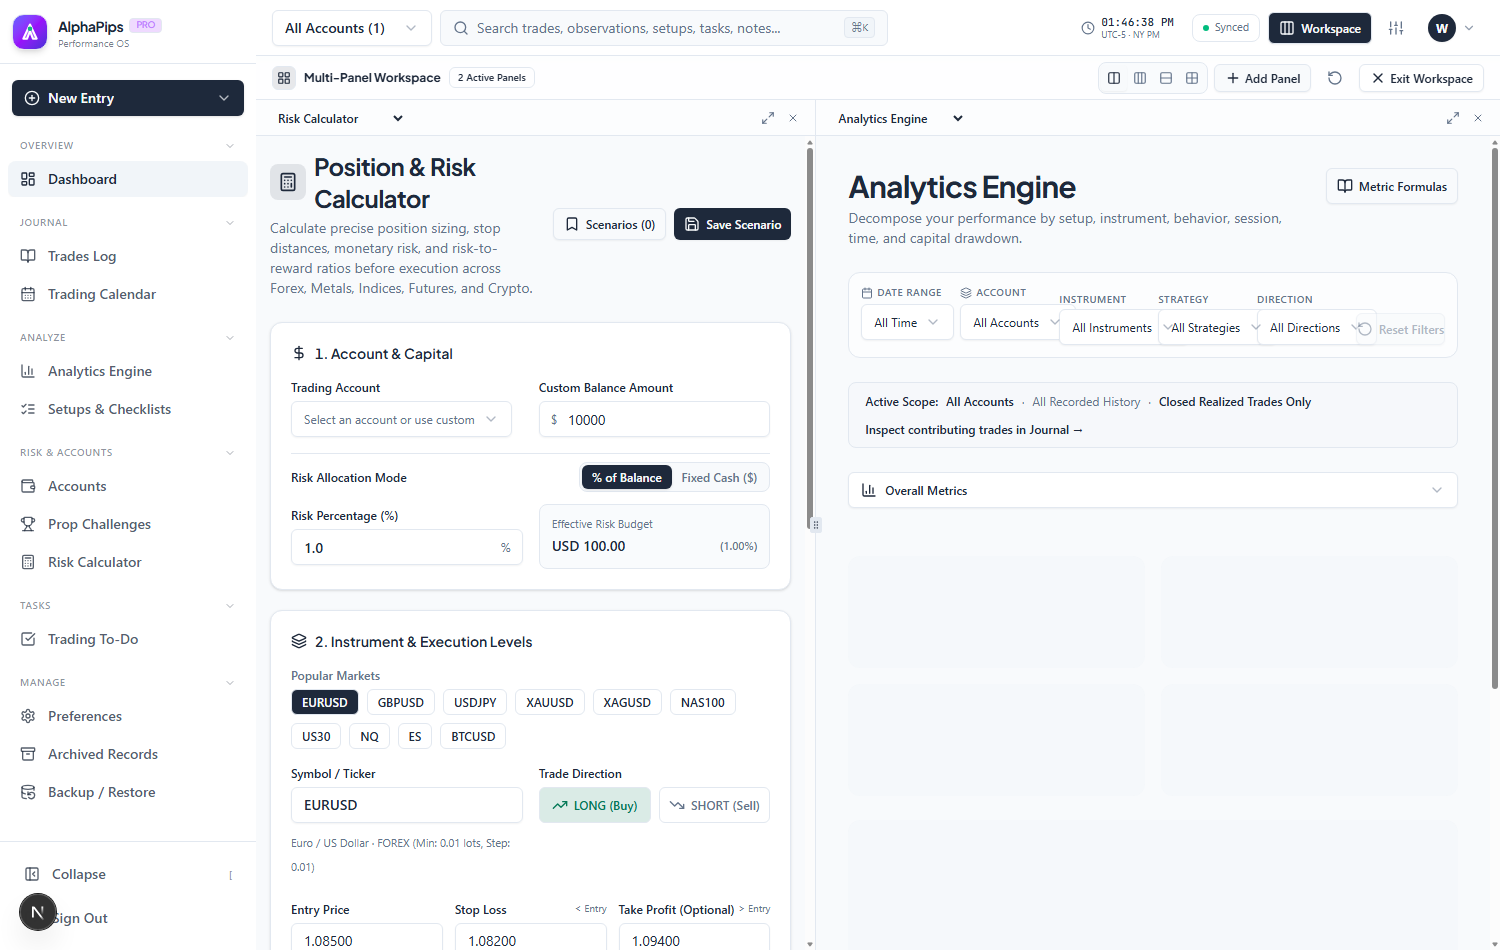 AlphaPips PRO
Performance OS
New Entry
OVERVIEW
Dashboard
JOURNAL
Trades Log
Trading Calendar
ANALYZE
Analytics Engine
Setups & Checklists
RISK & ACCOUNTS
Accounts
Prop Challenges
Risk Calculator
TASKS
Trading To-Do
MANAGE
Preferences
Archived Records
Backup / Restore
Collapse [
N
Sign Out
All Accounts (1)
Search trades, observations, setups, tasks, notes... ⌘K
01:46:38 PM
UTC-5 · NY PM
Synced
Workspace
W
Multi-Panel Workspace 2 Active Panels
Add Panel
Exit Workspace
Risk Calculator
Position & Risk
Calculator
Calculate precise position sizing, stop
distances, monetary risk, and risk-to-
reward ratios before execution across
Forex, Metals, Indices, Futures, and Crypto.
Scenarios (0)
Save Scenario
1. Account & Capital
Trading Account
Select an account or use custom
Custom Balance Amount
$ 10000
Risk Allocation Mode
% of Balance Fixed Cash ($)
Risk Percentage (%)
1.0 %
Effective Risk Budget
USD 100.00 (1.00%)
2. Instrument & Execution Levels
Popular Markets
EURUSD GBPUSD USDJPY XAUUSD XAGUSD NAS100
US30 NQ ES BTCUSD
Symbol / Ticker
EURUSD
Trade Direction
LONG (Buy) SHORT (Sell)
Euro / US Dollar · FOREX (Min: 0.01 lots, Step:
0.01)
Entry Price
1.08500
Stop Loss < Entry
1.08200
Take Profit (Optional) > Entry
1.09400
Analytics Engine
Analytics Engine
Decompose your performance by setup, instrument, behavior, session,
time, and capital drawdown.
Metric Formulas
DATE RANGE
All Time
ACCOUNT
All Accounts
INSTRUMENT
All Instruments
STRATEGY
All Strategies
DIRECTION
All Directions
Reset Filters
Active Scope: All Accounts · All Recorded History · Closed Realized Trades Only
Inspect contributing trades in Journal →
Overall Metrics